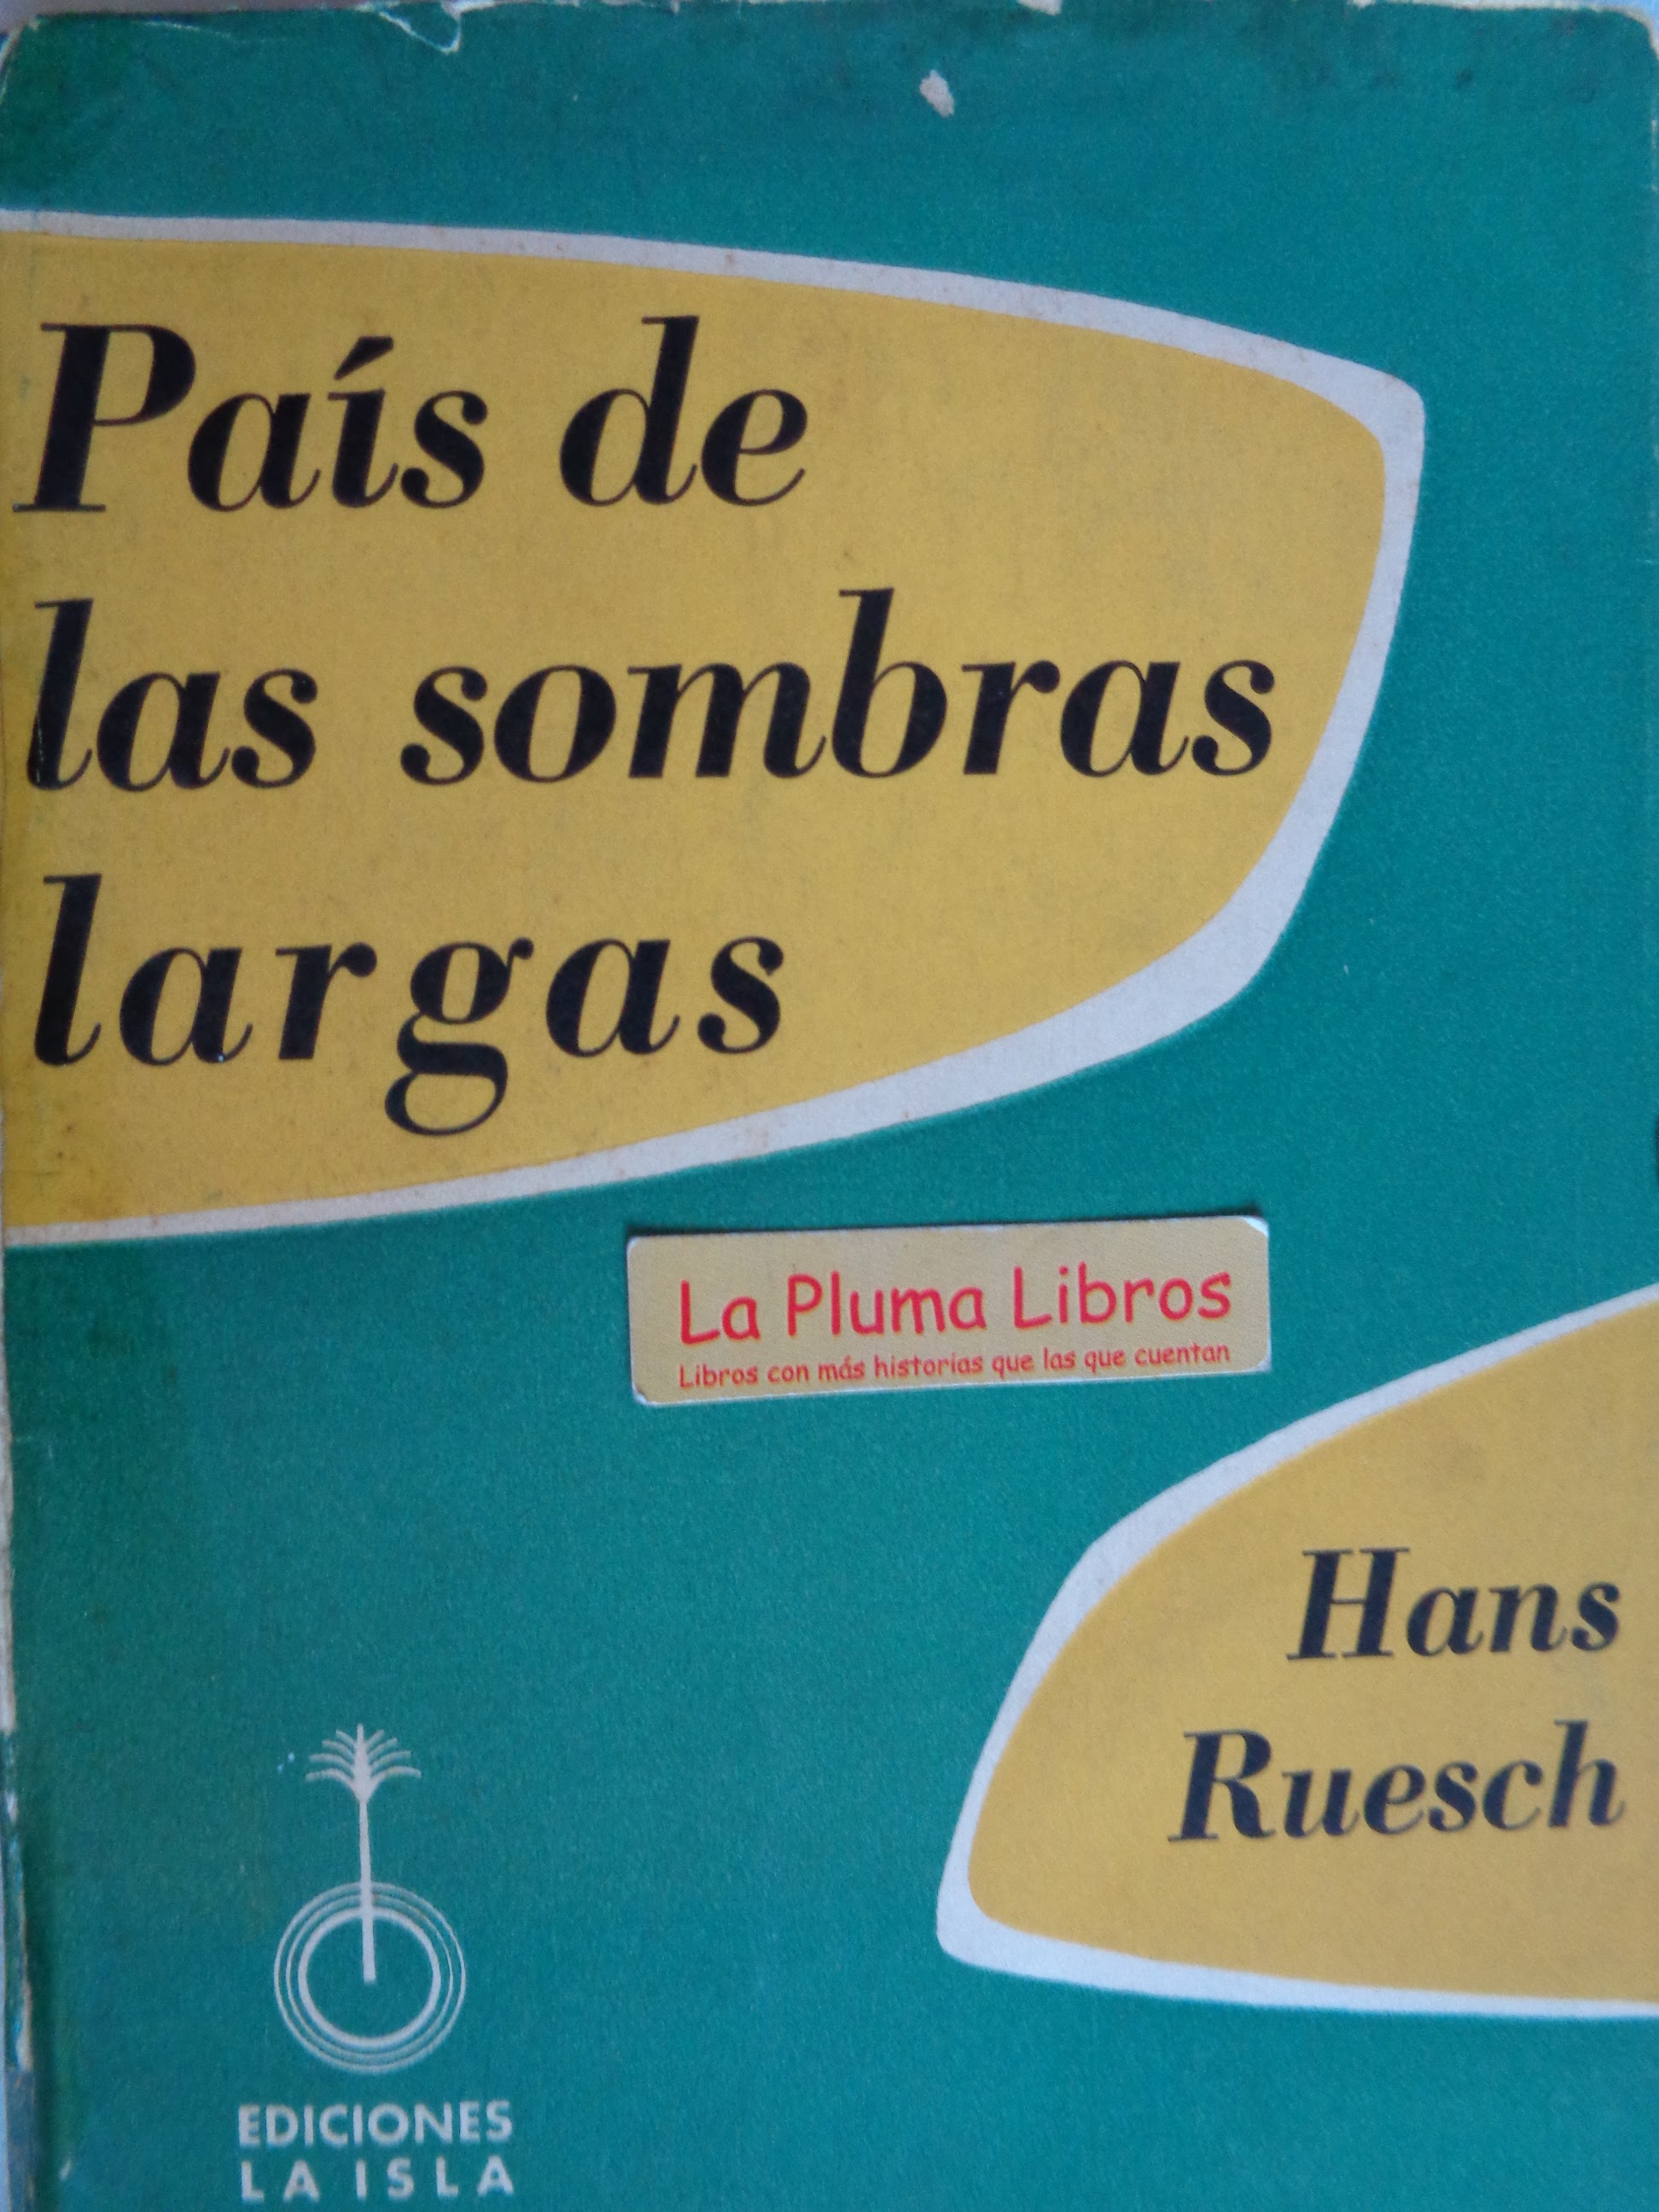 País de
las sombras
largas
La Pluma Libros
Libros con más historias que las que cuentan
Hans
Ruesch
EDICIONES
LA ISLA